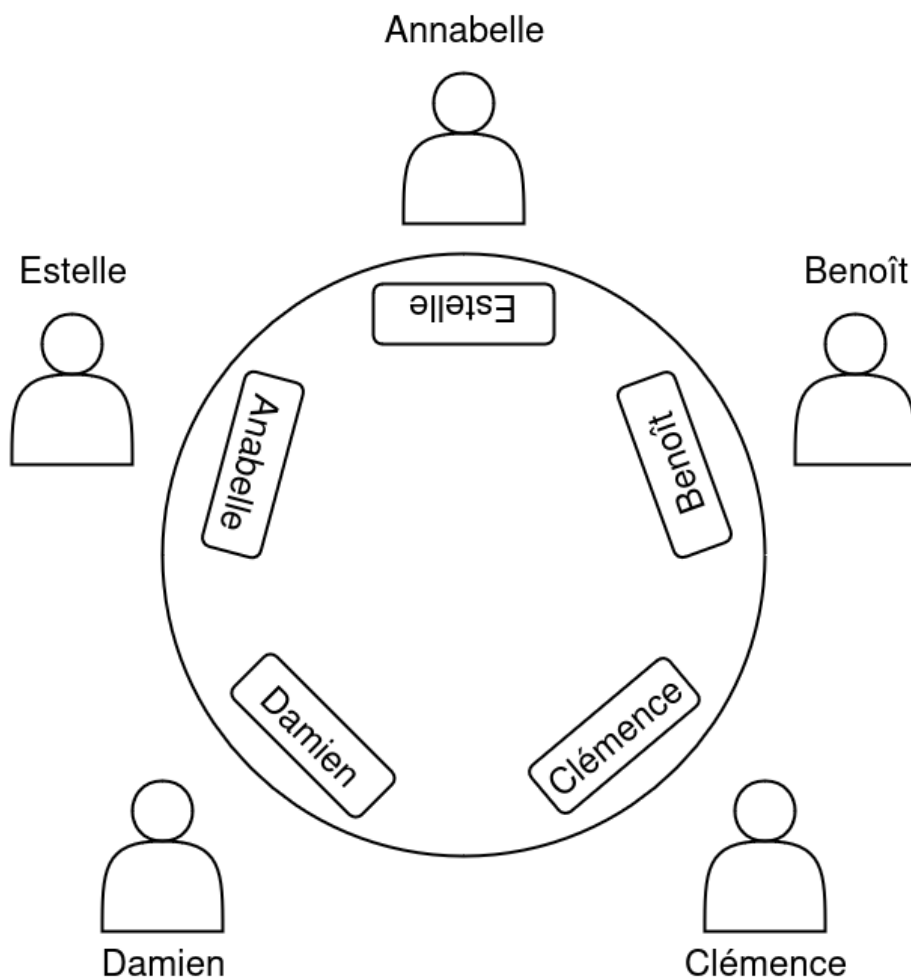 Annabelle
Estelle
Benoît
Estelle
Anabelle
Benoît
Damien
Clémence
Damien
Clémence